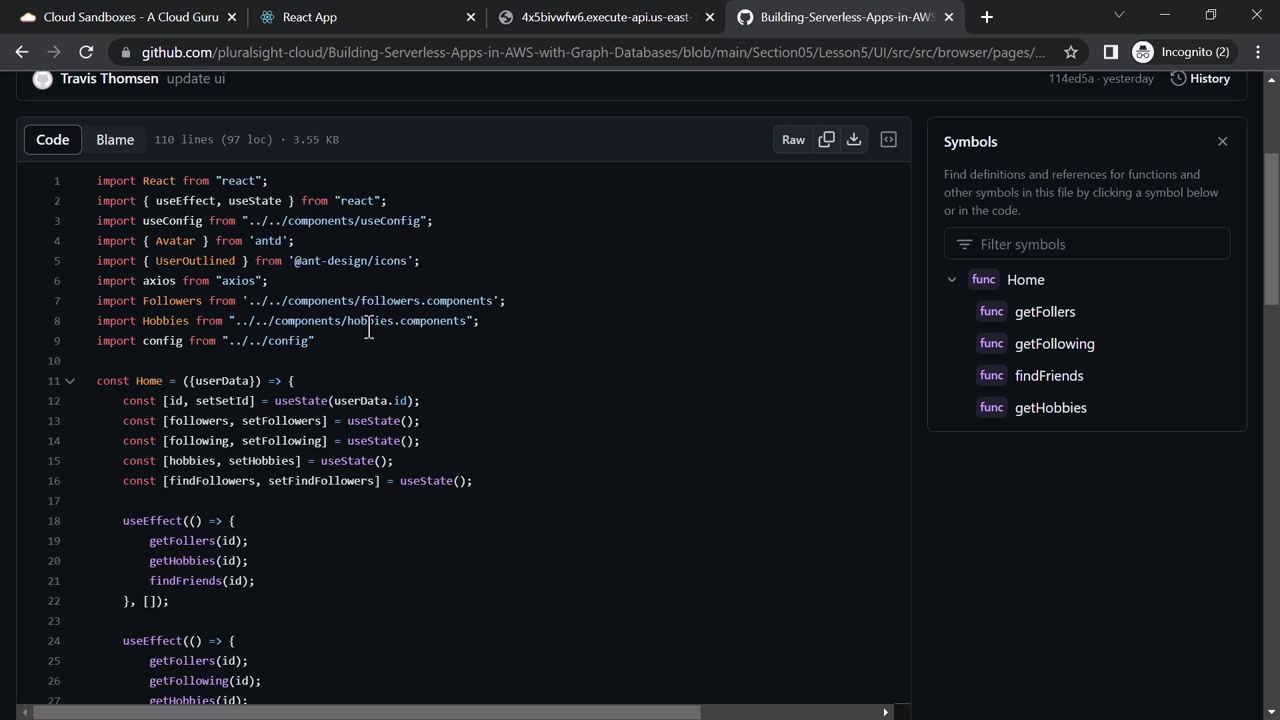 Cloud Sandboxes - A Cloud Guru
React App
4x5bivwfw6.execute-api.us-east-
Building-Serverless-Apps-in-AWS
github.com/pluralsight-cloud/Building-Serverless-Apps-in-AWS-with-Graph-Databases/blob/main/Section05/Lesson5/UI/src/src/browser/pages/...
Incognito (2)
Travis Thomsen update ui
114ed5a · yesterday
History
Code
Blame
110 lines (97 loc) · 3.55 KB
Raw
1 import React from "react";
2 import { useEffect, useState } from "react";
3 import useConfig from "../../components/useConfig";
4 import { Avatar } from 'antd';
5 import { UserOutlined } from '@ant-design/icons';
6 import axios from "axios";
7 import Followers from '../../components/followers.components';
8 import Hobbies from "../../components/hobbies.components";
9 import config from "../../config"
10
11 const Home = ({userData}) => {
12 const [id, setSetId] = useState(userData.id);
13 const [followers, setFollowers] = useState();
14 const [following, setFollowing] = useState();
15 const [hobbies, setHobbies] = useState();
16 const [findFollowers, setFindFollowers] = useState();
17
18 useEffect(() => {
19 getFollers(id);
20 getHobbies(id);
21 findFriends(id);
22 }, []);
23
24 useEffect(() => {
25 getFollers(id);
26 getFollowing(id);
27 getHobbies(id);
Symbols
Find definitions and references for functions and
other symbols in this file by clicking a symbol below
or in the code.
Filter symbols
func Home
func getFollers
func getFollowing
func findFriends
func getHobbies